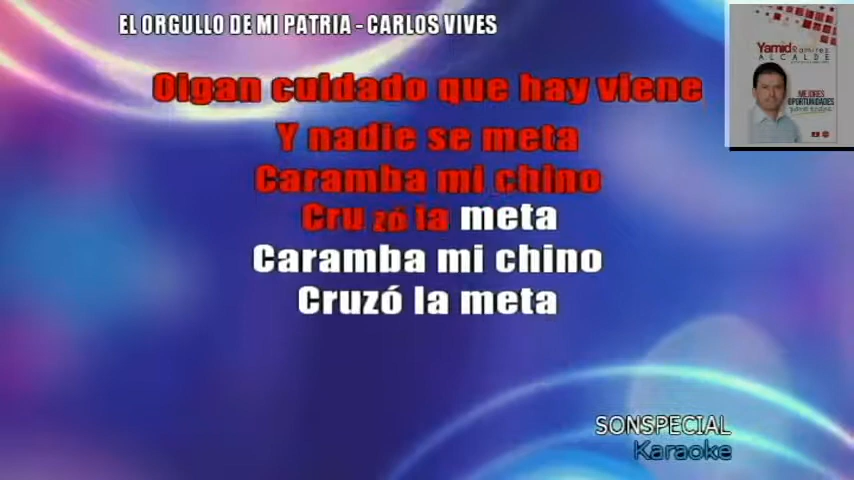 EL ORGULLO DE MI PATRIA - CARLOS VIVES
Yamid Ramírez
ALCALDE
MEJORES
OPORTUNIDADES
Oigan cuidado que hay viene
Y nadie se meta
Caramba mi chino
Cruzó la meta
Caramba mi chino
Cruzó la meta
SONSPECIAL
Karaoke